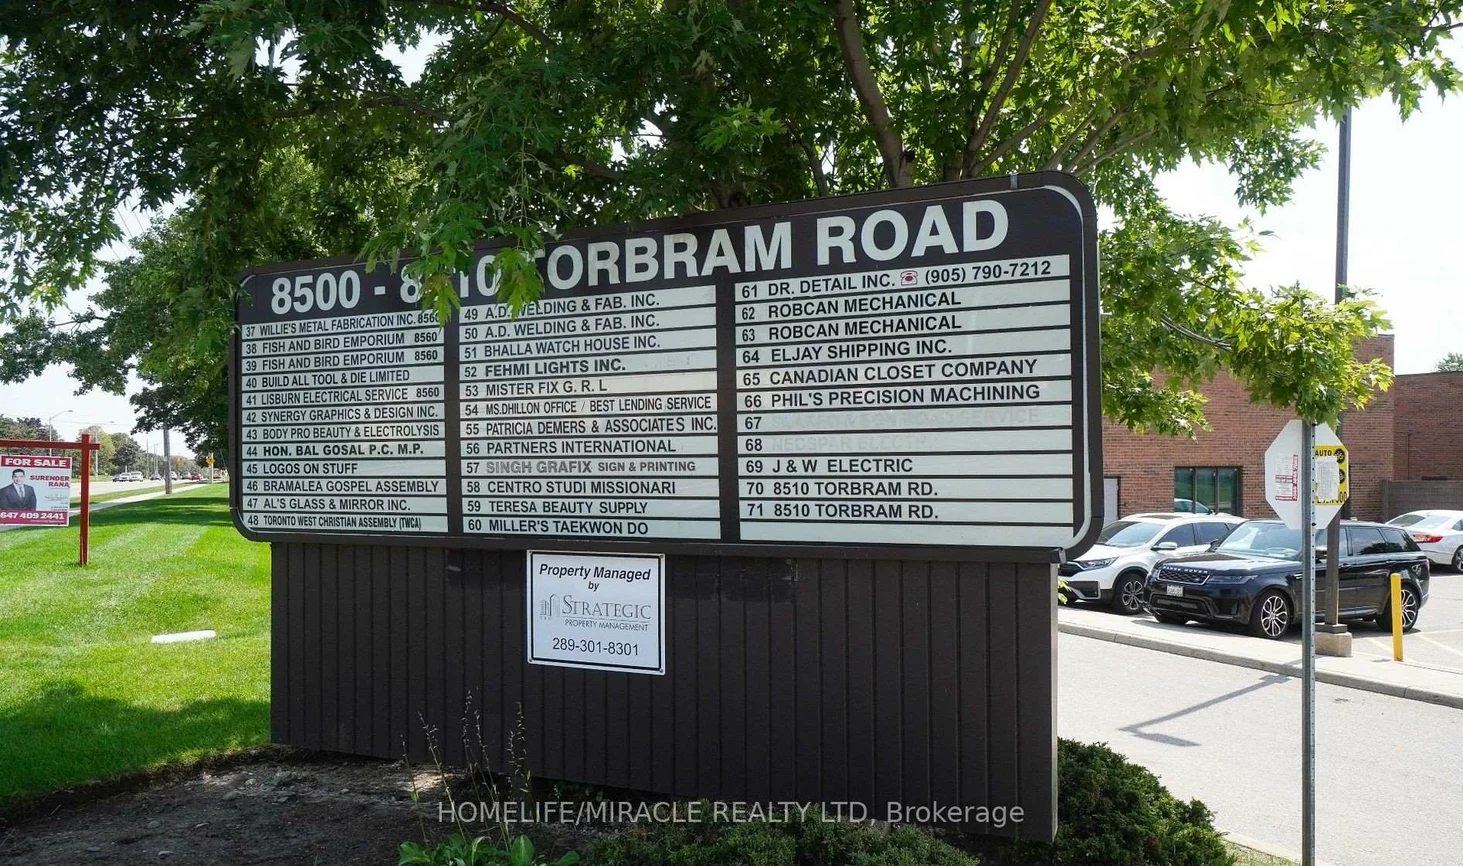 8500 - 8 10 TORBRAM ROAD
37 WILLIE'S METAL FABRICATION INC. 8560
38 FISH AND BIRD EMPORIUM 8560
39 FISH AND BIRD EMPORIUM 8560
40 BUILD ALL TOOL & DIE LIMITED
41 LISBURN ELECTRICAL SERVICE 8560
42 SYNERGY GRAPHICS & DESIGN INC.
43 BODY PRO BEAUTY & ELECTROLYSIS
44 HON. BAL GOSAL P.C. M.P.
45 LOGOS ON STUFF
46 BRAMALEA GOSPEL ASSEMBLY
47 AL'S GLASS & MIRROR INC.
48 TORONTO WEST CHRISTIAN ASSEMBLY (TWCA)
49 A.D. WELDING & FAB. INC.
50 A.D. WELDING & FAB. INC.
51 BHALLA WATCH HOUSE INC.
52 FEHMI LIGHTS INC.
53 MISTER FIX G. R. L
54 MS.DHILLON OFFICE / BEST LENDING SERVICE
55 PATRICIA DEMERS & ASSOCIATES INC.
56 PARTNERS INTERNATIONAL
57 SINGH GRAFIX SIGN & PRINTING
58 CENTRO STUDI MISSIONARI
59 TERESA BEAUTY SUPPLY
60 MILLER'S TAEKWON DO
61 DR. DETAIL INC. ☎ (905) 790-7212
62 ROBCAN MECHANICAL
63 ROBCAN MECHANICAL
64 ELJAY SHIPPING INC.
65 CANADIAN CLOSET COMPANY
66 PHIL'S PRECISION MACHINING
67 SERVICE
68 NEOSPAR ELECTR
69 J & W ELECTRIC
70 8510 TORBRAM RD.
71 8510 TORBRAM RD.
Property Managed
by
STRATEGIC
PROPERTY MANAGEMENT
289-301-8301
FOR SALE
SURENDER
RANA
647 409 2441
AUTO
RANGE ROVER
HOMELIFE/MIRACLE REALTY LTD, Brokerage